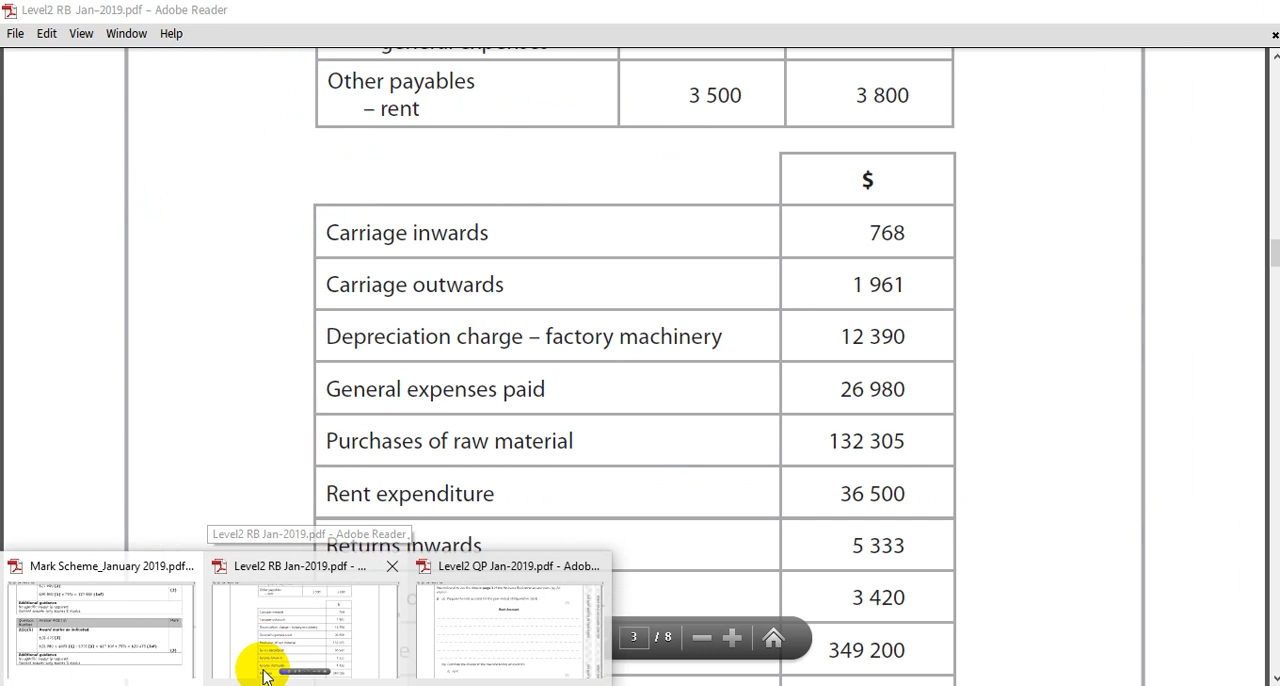 Level2 RB Jan-2019.pdf - Adobe Reader
File Edit View Window Help
general expenses
Other payables 3 500 3 800
– rent
$
Carriage inwards 768
Carriage outwards 1 961
Depreciation charge – factory machinery 12 390
General expenses paid 26 980
Purchases of raw material 132 305
Rent expenditure 36 500
Level2 RB Jan-2019.pdf - Adobe Reader
Returns inwards 5 333
Mark Scheme_January 2019.pdf...
Level2 RB Jan-2019.pdf - ...
Level2 QP Jan-2019.pdf - Adob...
3 420
3 / 8
349 200
Rent Account